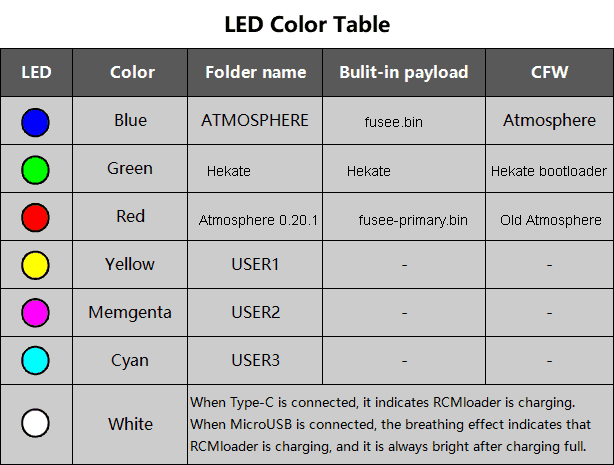 LED Color Table
LED Color Folder name Bulit-in payload CFW
Blue ATMOSPHERE fusee.bin Atmosphere
Green Hekate Hekate Hekate bootloader
Red Atmosphere 0.20.1 fusee-primary.bin Old Atmosphere
Yellow USER1 - -
Memgenta USER2 - -
Cyan USER3 - -
When Type-C is connected, it indicates RCMloader is charging.
White When MicroUSB is connected, the breathing effect indicates that
RCMloader is charging, and it is always bright after charging full.